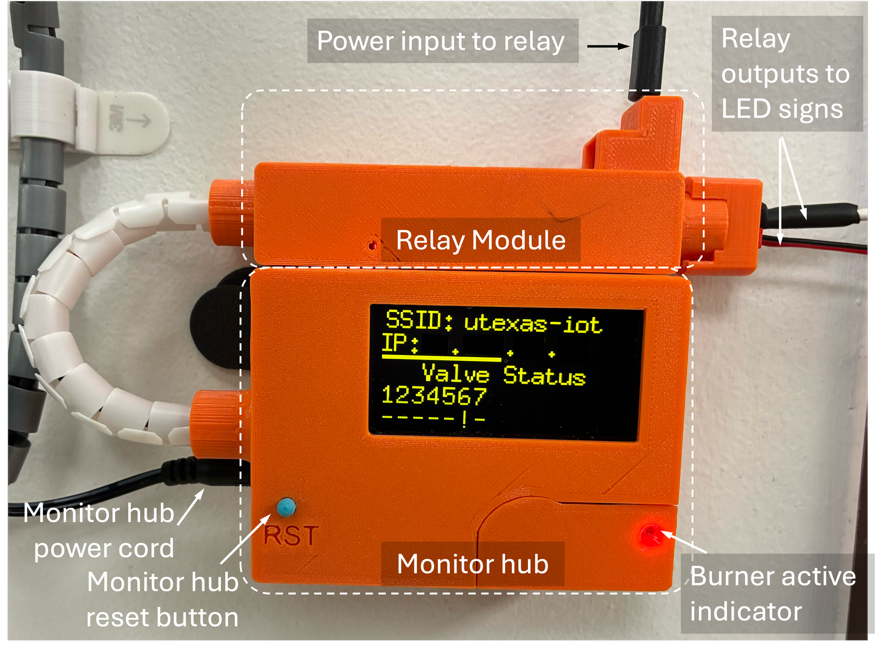 Power input to relay
Relay
outputs to
LED signs
Relay Module
SSID: utexas-iot
IP: . . .
Valve Status
1234567
-----!-
Monitor hub
power cord
RST
Monitor hub
reset button
Monitor hub
Burner active
indicator